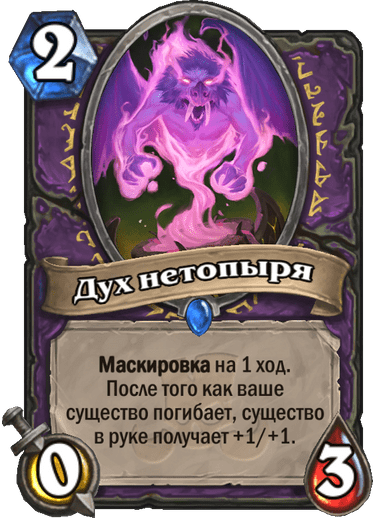 2
Дух нетопыря
Маскировка на 1 ход.
После того как ваше
существо погибает, существо
в руке получает +1/+1.
0
3